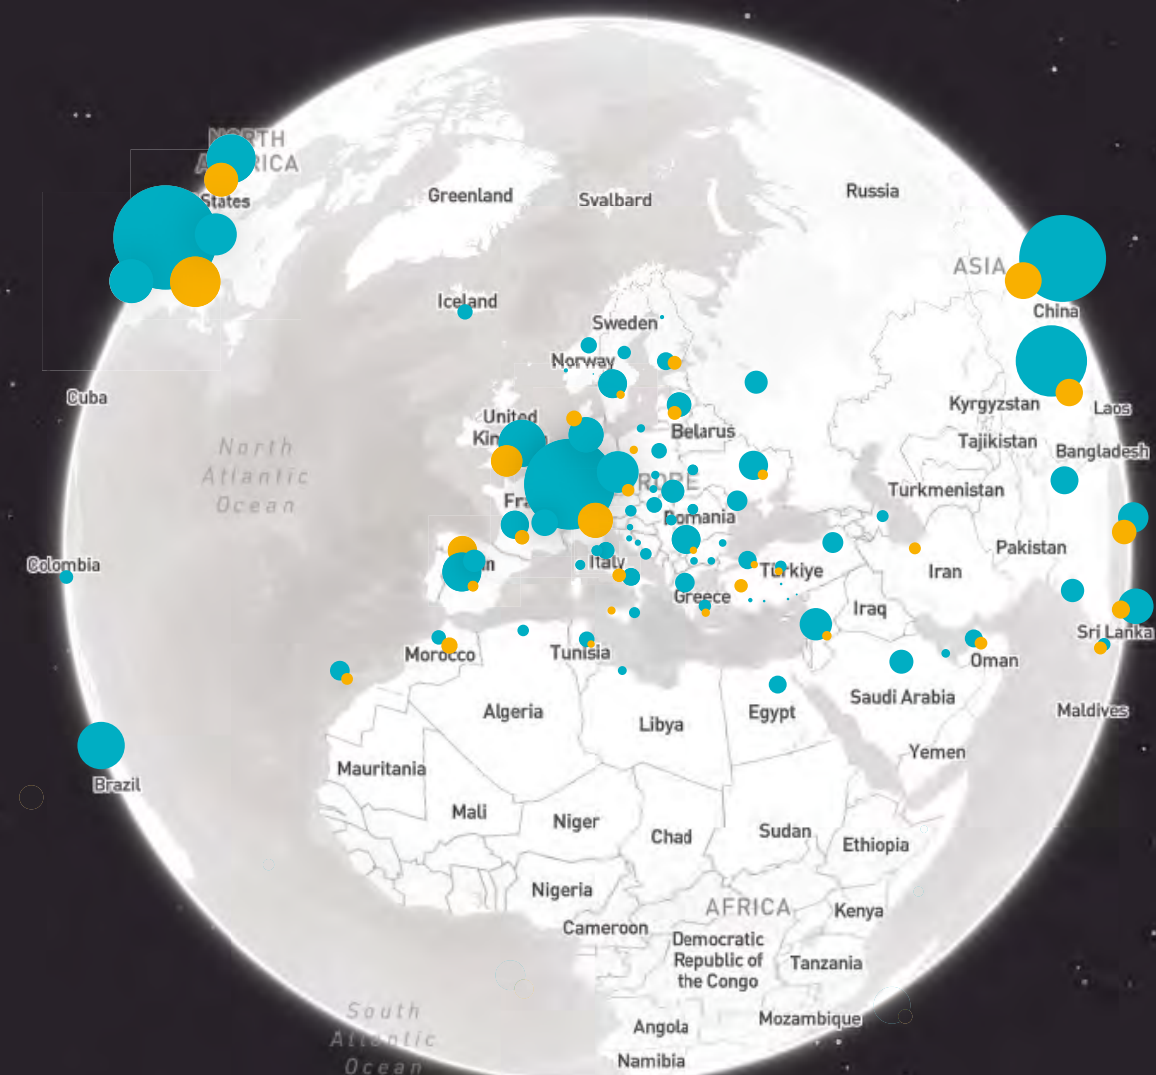 NORTH
AMERICA
States
Greenland
Svalbard
Russia
ASIA
China
Iceland
Sweden
Norway
Cuba
United
Kingdom
Belarus
Kyrgyzstan
Laos
Tajikistan
Bangladesh
North
Atlantic
Ocean
EUROPE
Turkmenistan
Romania
Pakistan
Colombia
Italy
Türkiye
Iran
Greece
Iraq
Sri Lanka
Morocco
Tunisia
Oman
Algeria
Libya
Egypt
Saudi Arabia
Maldives
Yemen
Mauritania
Brazil
Mali
Niger
Chad
Sudan
Ethiopia
Nigeria
AFRICA
Kenya
Cameroon
Democratic
Republic of
the Congo
Tanzania
South
Atlantic
Ocean
Angola
Mozambique
Namibia